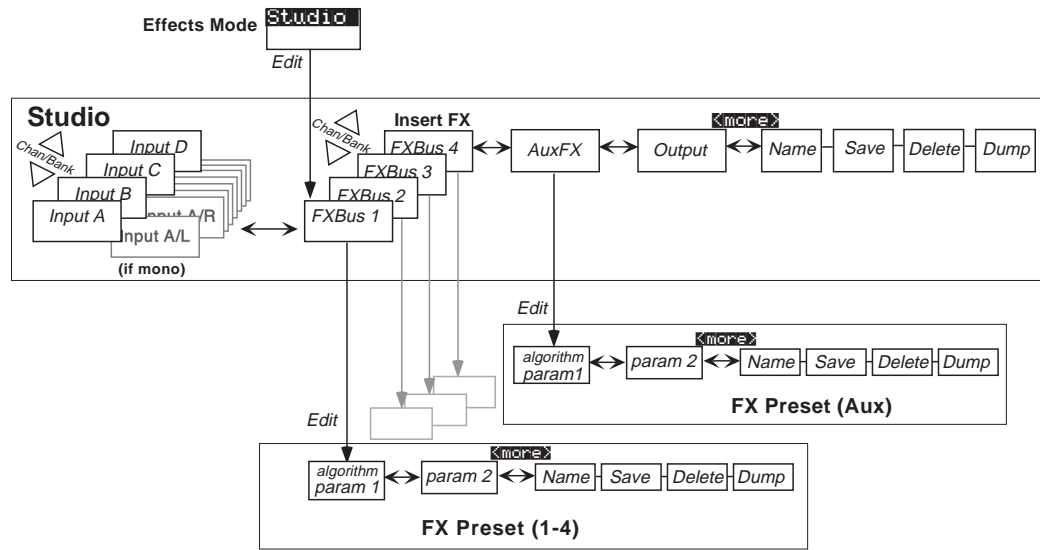 Effects Mode
Studio
Edit
Studio
Chan/Bank
Input D
Input C
Input B
Input A
Input A/R
Input A/L
(if mono)
Chan/Bank
Insert FX
FXBus 4
FXBus 3
FXBus 2
FXBus 1
AuxFX
Output
<more>
Name
Save
Delete
Dump
Edit
<more>
algorithm
param1
param 2
Name
Save
Delete
Dump
FX Preset (Aux)
Edit
<more>
algorithm
param 1
param 2
Name
Save
Delete
Dump
FX Preset (1-4)